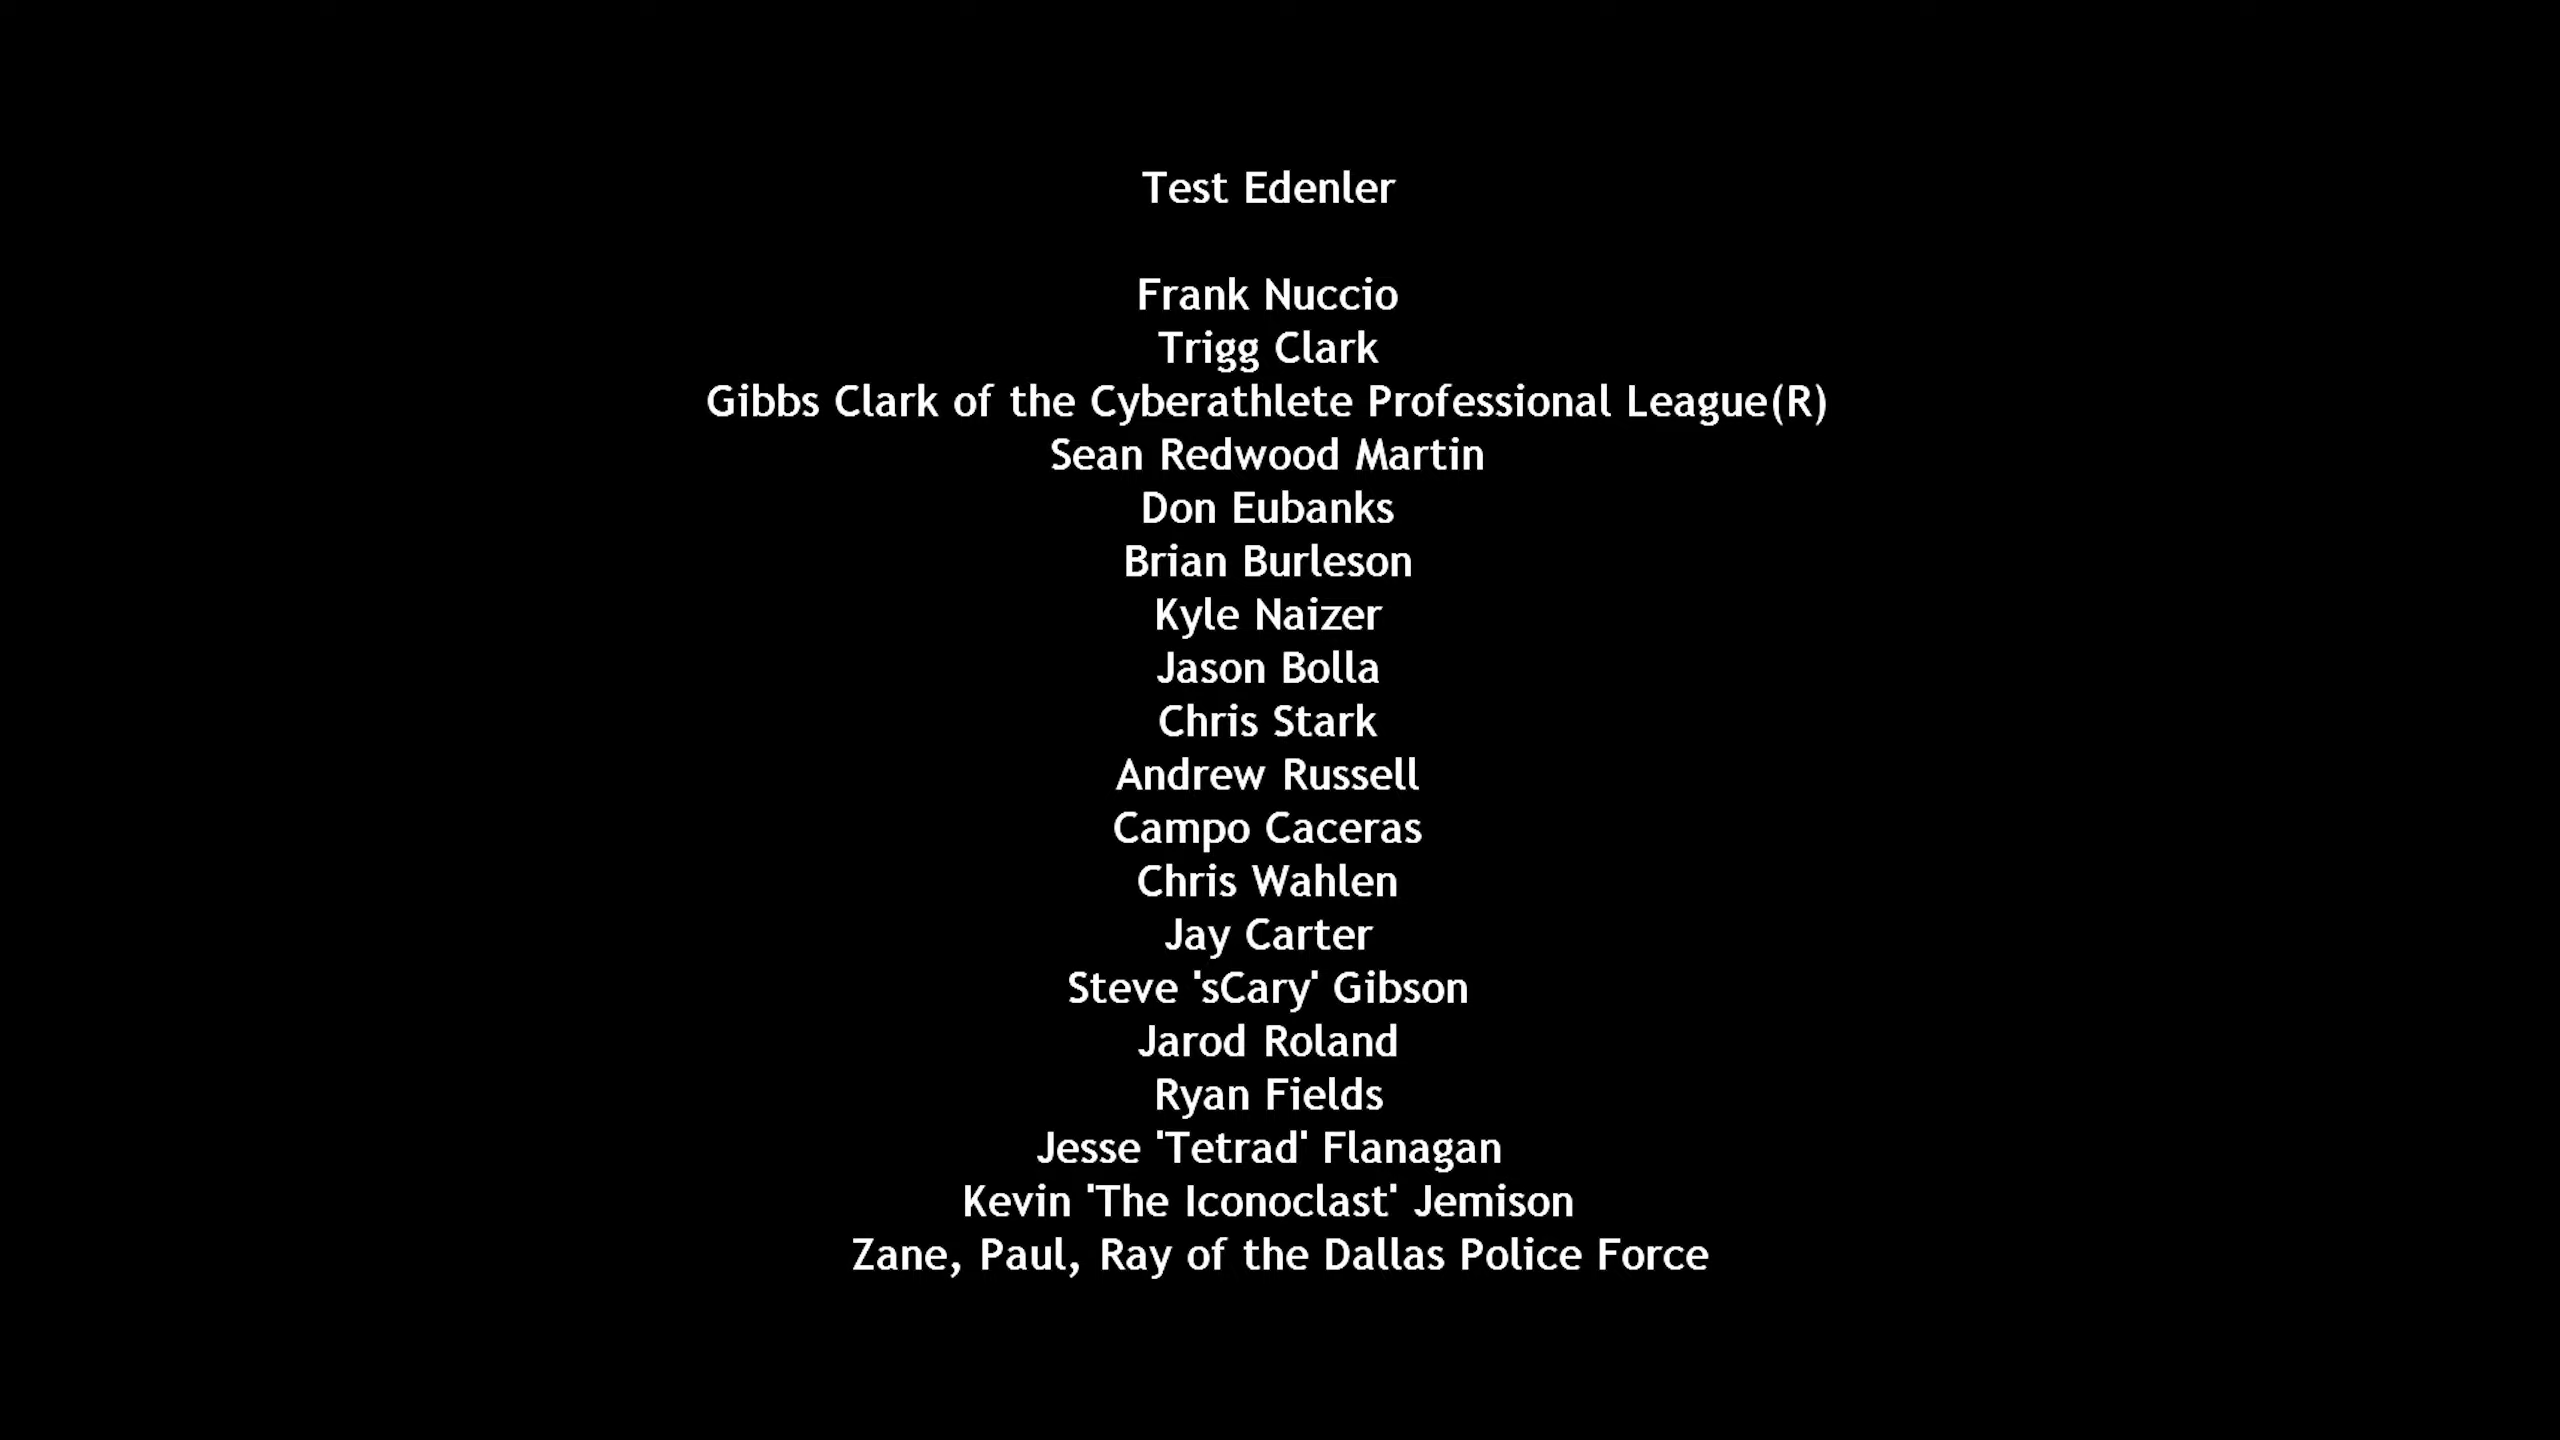 Test Edenler
Frank Nuccio
Trigg Clark
Gibbs Clark of the Cyberathlete Professional League(R)
Sean Redwood Martin
Don Eubanks
Brian Burleson
Kyle Naizer
Jason Bolla
Chris Stark
Andrew Russell
Campo Caceras
Chris Wahlen
Jay Carter
Steve 'sCary' Gibson
Jarod Roland
Ryan Fields
Jesse 'Tetrad' Flanagan
Kevin 'The Iconoclast' Jemison
Zane, Paul, Ray of the Dallas Police Force